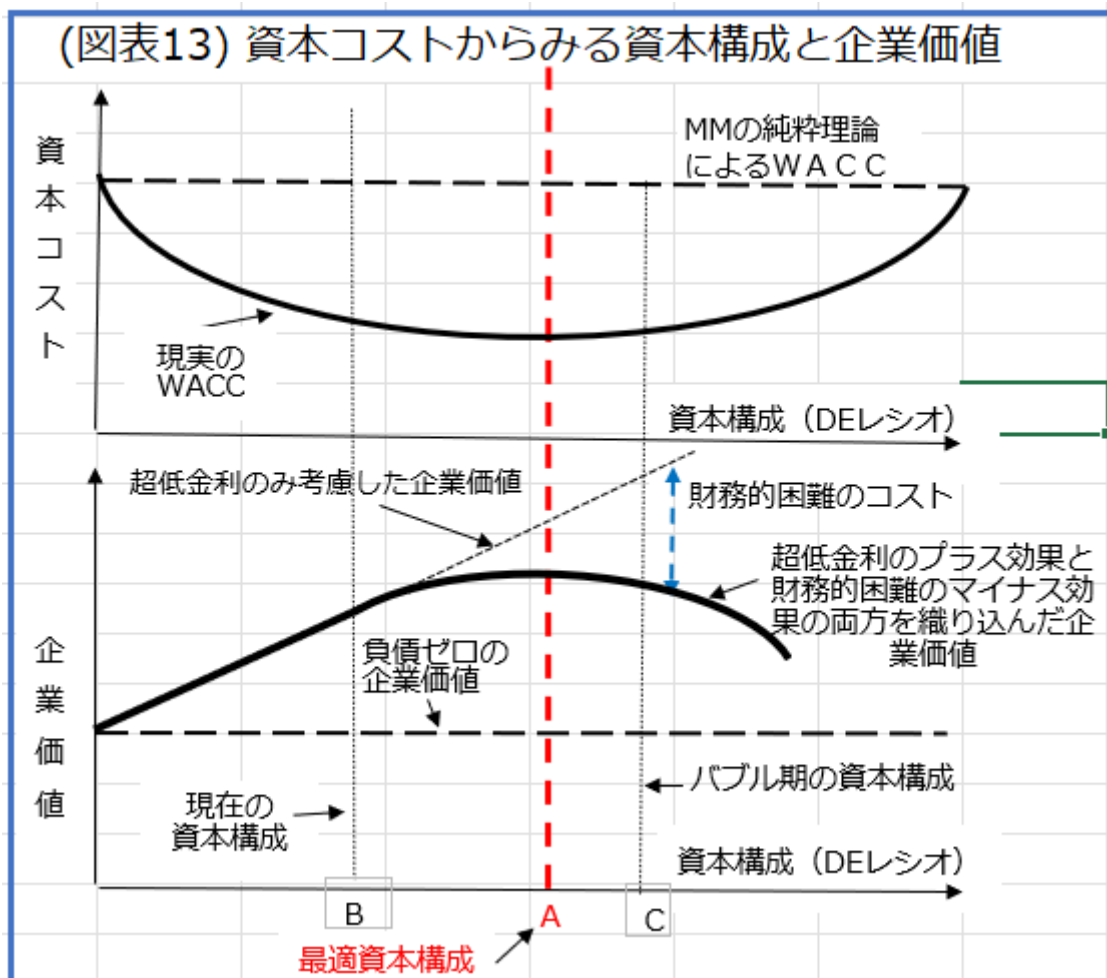 (図表13) 資本コストからみる資本構成と企業価値
資本コスト
MMの純粋理論
によるWACC
現実の
WACC
資本構成（DEレシオ）
超低金利のみ考慮した企業価値
財務的困難のコスト
超低金利のプラス効果と
財務的困難のマイナス効
果の両方を織り込んだ企
業価値
企業価値
負債ゼロの
企業価値
現在の
資本構成
バブル期の資本構成
資本構成（DEレシオ）
B
A
C
最適資本構成